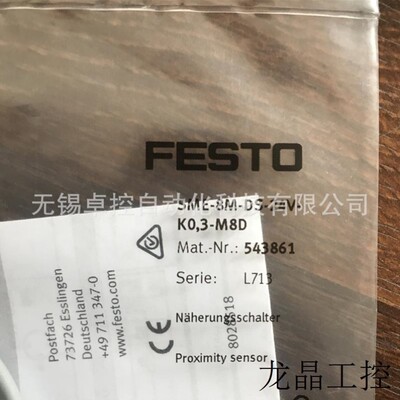 FESTO
无锡卓控自动化科技有限公司
K0,3-M8D
Mat.-Nr.: 543861
Serie: L713
Näherungsschalter
Proximity sensor
Postfach
73726 Esslingen
Deutschland
+49 711 347-0
www.festo.com
CE
龙晶工控